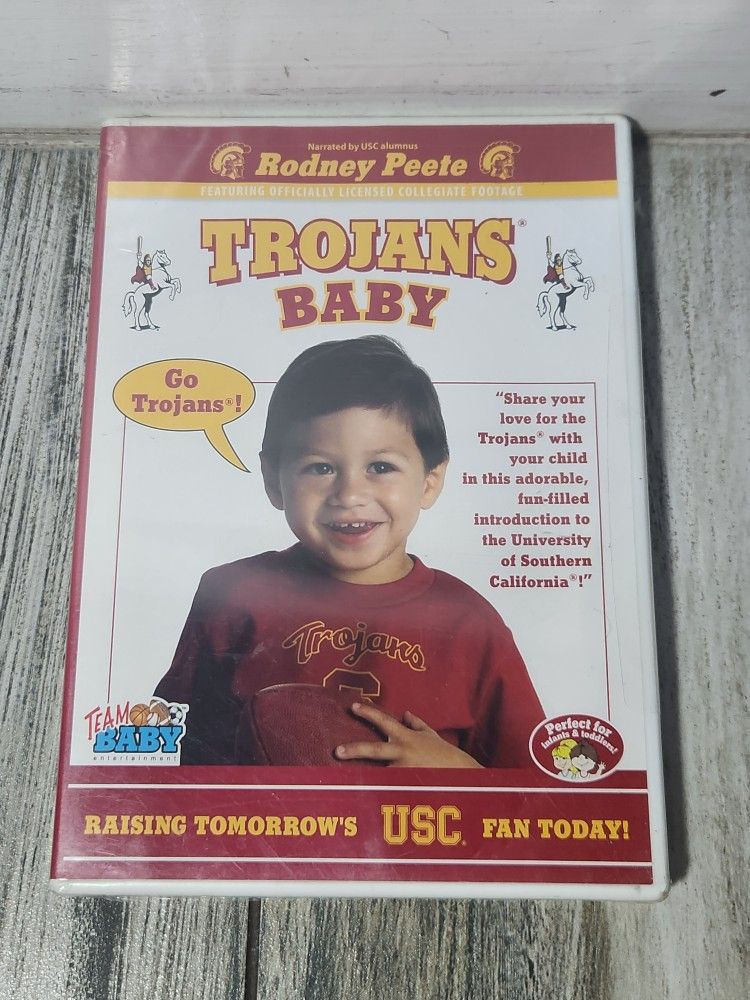 Narrated by USC alumnus
Rodney Peete
FEATURING OFFICIALLY LICENSED COLLEGIATE FOOTAGE
TROJANS®
BABY
Go
Trojans®!
"Share your
love for the
Trojans® with
your child
in this adorable,
fun-filled
introduction to
the University
of Southern
California®!"
Trojans
TEAM
BABY™
entertainment
Perfect for
infants & toddlers!
RAISING TOMORROW'S USC® FAN TODAY!